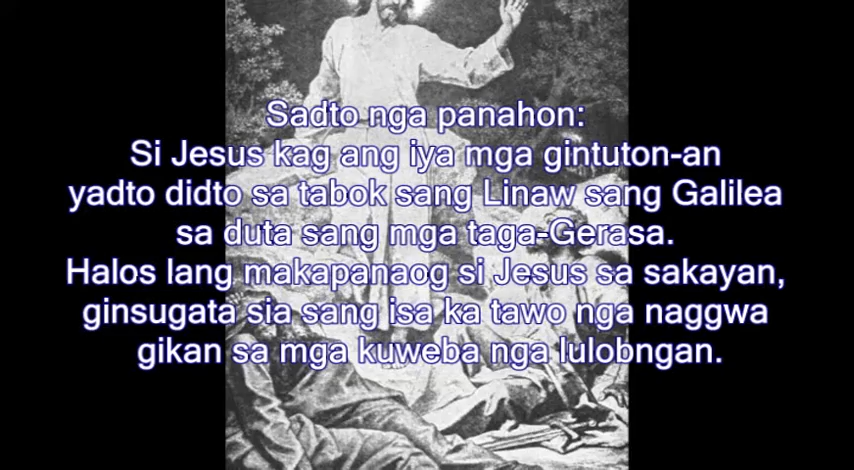 Sadto nga panahon:
Si Jesus kag ang iya mga gintuton-an
yadto didto sa tabok sang Linaw sang Galilea
sa duta sang mga taga-Gerasa.
Halos lang makapanaog si Jesus sa sakayan,
ginsugata sia sang isa ka tawo nga naggwa
gikan sa mga kuweba nga lulobngan.